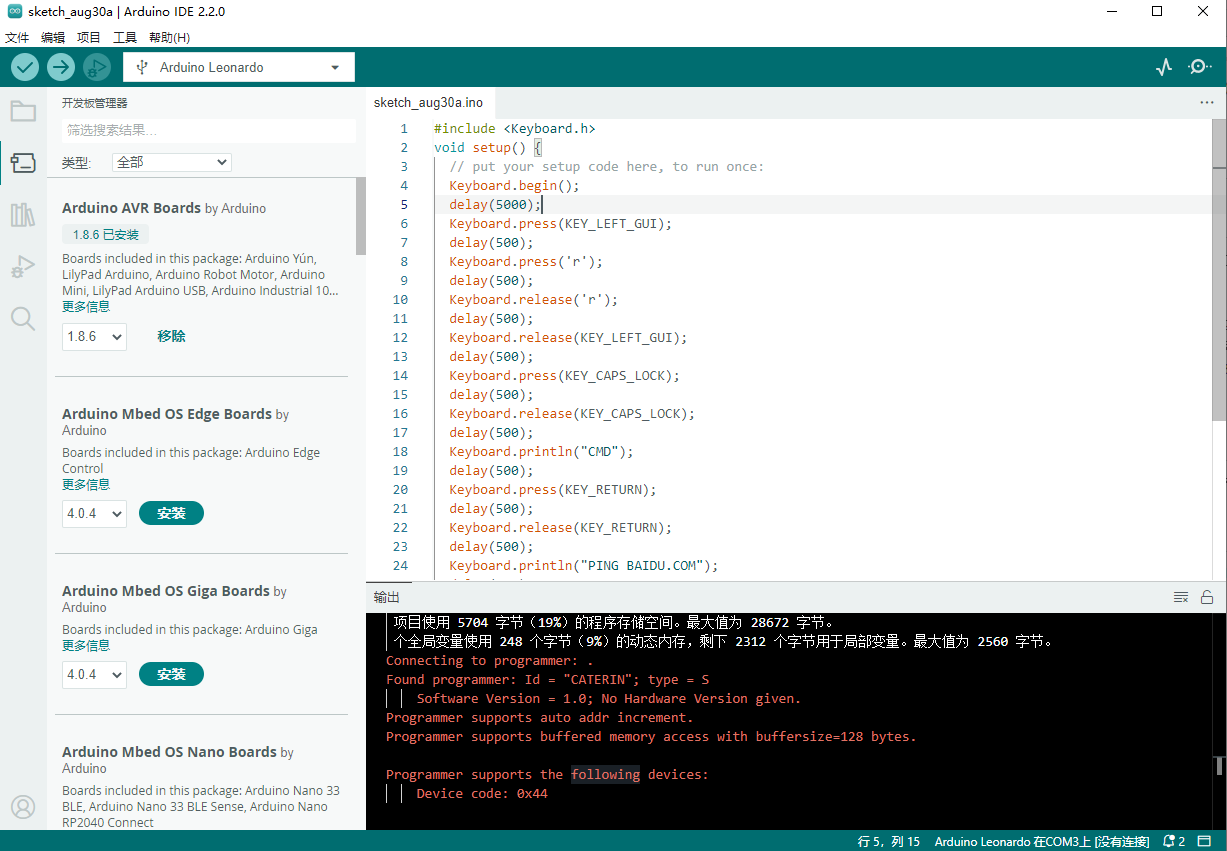 sketch_aug30a | Arduino IDE 2.2.0
文件 编辑 项目 工具 帮助(H)
Arduino Leonardo
开发板管理器
筛选搜索结果...
类型: 全部
Arduino AVR Boards by Arduino
1.8.6 已安装
Boards included in this package: Arduino Yún,
LilyPad Arduino, Arduino Robot Motor, Arduino
Mini, LilyPad Arduino USB, Arduino Industrial 10...
更多信息
1.8.6 移除
Arduino Mbed OS Edge Boards by
Arduino
Boards included in this package: Arduino Edge
Control
更多信息
4.0.4 安装
Arduino Mbed OS Giga Boards by
Arduino
Boards included in this package: Arduino Giga
更多信息
4.0.4 安装
Arduino Mbed OS Nano Boards by
Arduino
Boards included in this package: Arduino Nano 33
BLE, Arduino Nano 33 BLE Sense, Arduino Nano
RP2040 Connect
sketch_aug30a.ino
1 #include <Keyboard.h>
2 void setup() {
3 // put your setup code here, to run once:
4 Keyboard.begin();
5 delay(5000);
6 Keyboard.press(KEY_LEFT_GUI);
7 delay(500);
8 Keyboard.press('r');
9 delay(500);
10 Keyboard.release('r');
11 delay(500);
12 Keyboard.release(KEY_LEFT_GUI);
13 delay(500);
14 Keyboard.press(KEY_CAPS_LOCK);
15 delay(500);
16 Keyboard.release(KEY_CAPS_LOCK);
17 delay(500);
18 Keyboard.println("CMD");
19 delay(500);
20 Keyboard.press(KEY_RETURN);
21 delay(500);
22 Keyboard.release(KEY_RETURN);
23 delay(500);
24 Keyboard.println("PING BAIDU.COM");
输出
项目使用 5704 字节（19%）的程序存储空间。最大值为 28672 字节。
个全局变量使用 248 个字节（9%）的动态内存，剩下 2312 个字节用于局部变量。最大值为 2560 字节。
Connecting to programmer: .
Found programmer: Id = "CATERIN"; type = S
Software Version = 1.0; No Hardware Version given.
Programmer supports auto addr increment.
Programmer supports buffered memory access with buffersize=128 bytes.
Programmer supports the following devices:
Device code: 0x44
行 5，列 15 Arduino Leonardo 在COM3上 [没有连接] 2